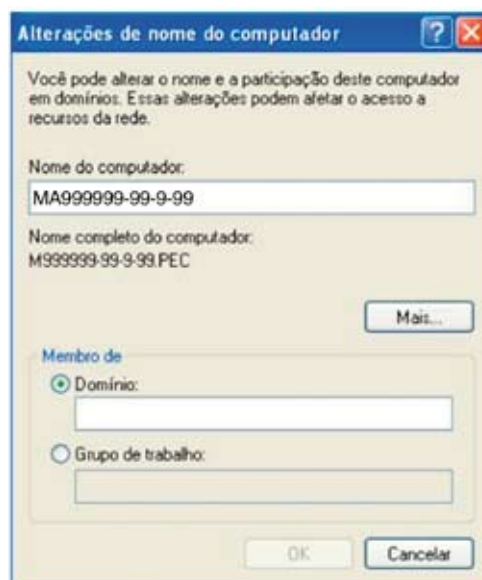 Alterações de nome do computador
Você pode alterar o nome e a participação deste computador
em domínios. Essas alterações podem afetar o acesso a
recursos da rede.
Nome do computador:
MA999999-99-9-99
Nome completo do computador:
M999999-99-9-99.PEC
Mais...
Membro de
Domínio:
Grupo de trabalho:
OK
Cancelar